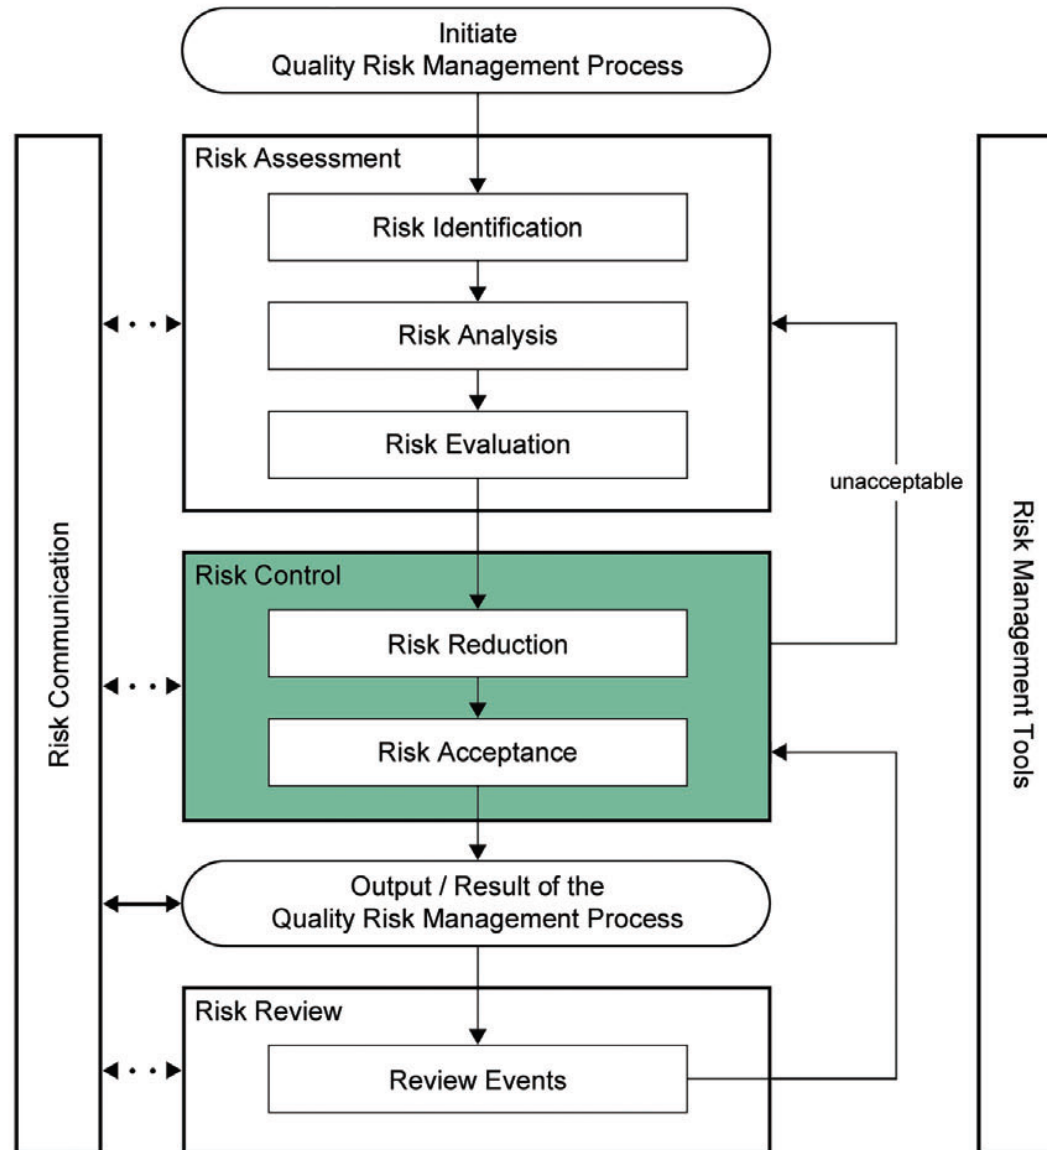 Initiate
Quality Risk Management Process
Risk Assessment
Risk Identification
Risk Analysis
Risk Evaluation
unacceptable
Risk Control
Risk Reduction
Risk Acceptance
Output / Result of the
Quality Risk Management Process
Risk Review
Review Events
Risk Communication
Risk Management Tools